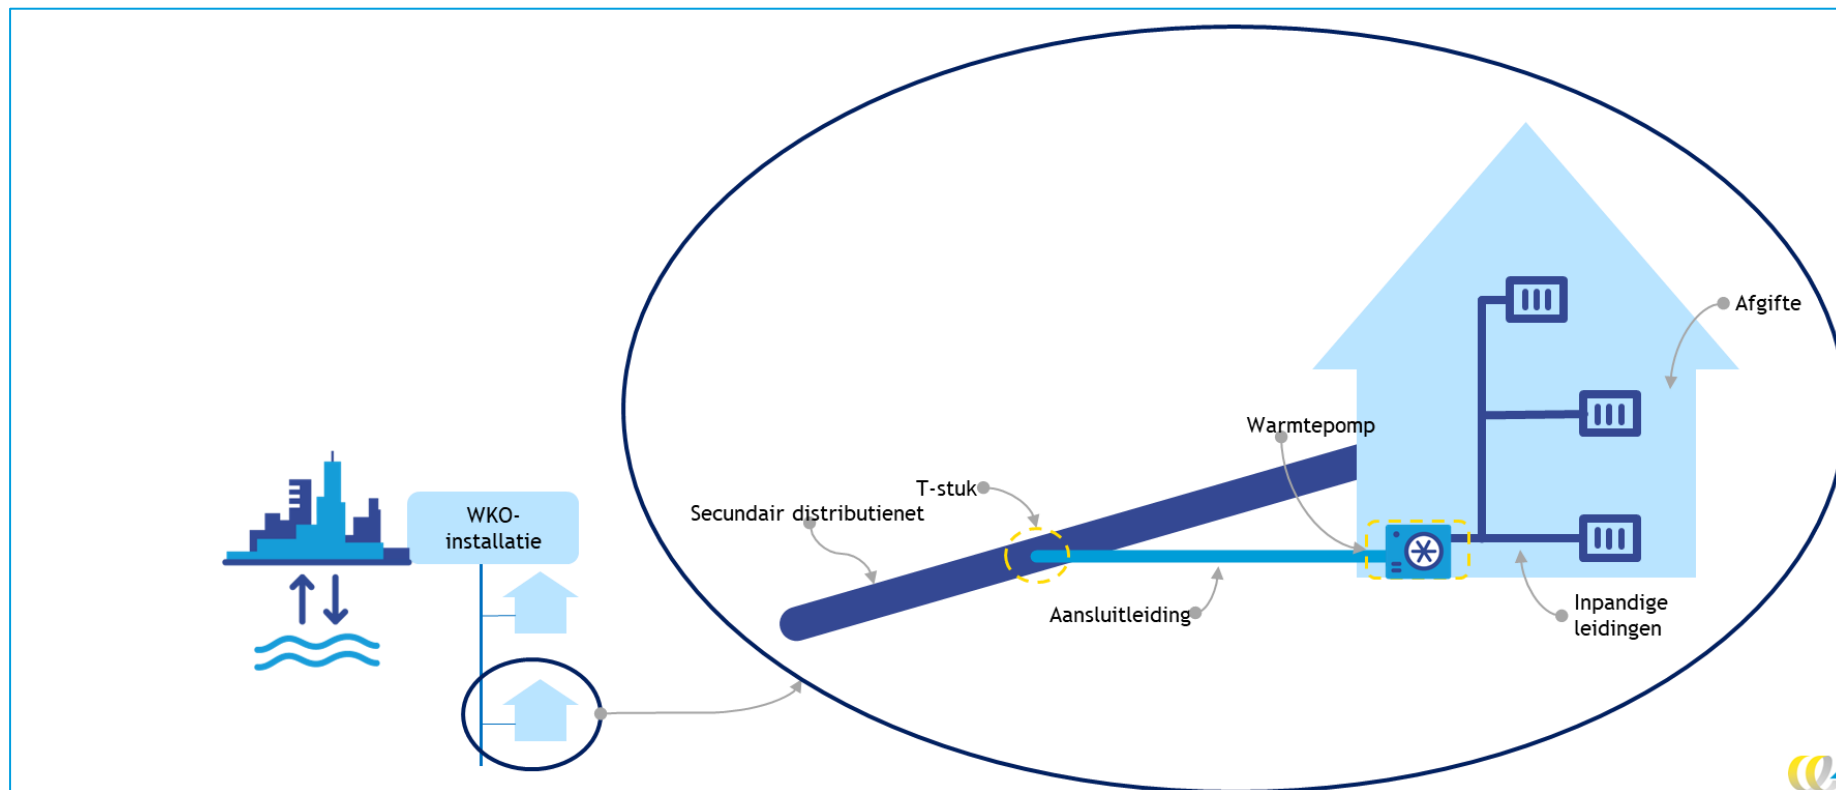 WKO-
installatie
Secundair distributienet
T-stuk
Aansluitleiding
Warmtepomp
Afgifte
Inpandige
leidingen